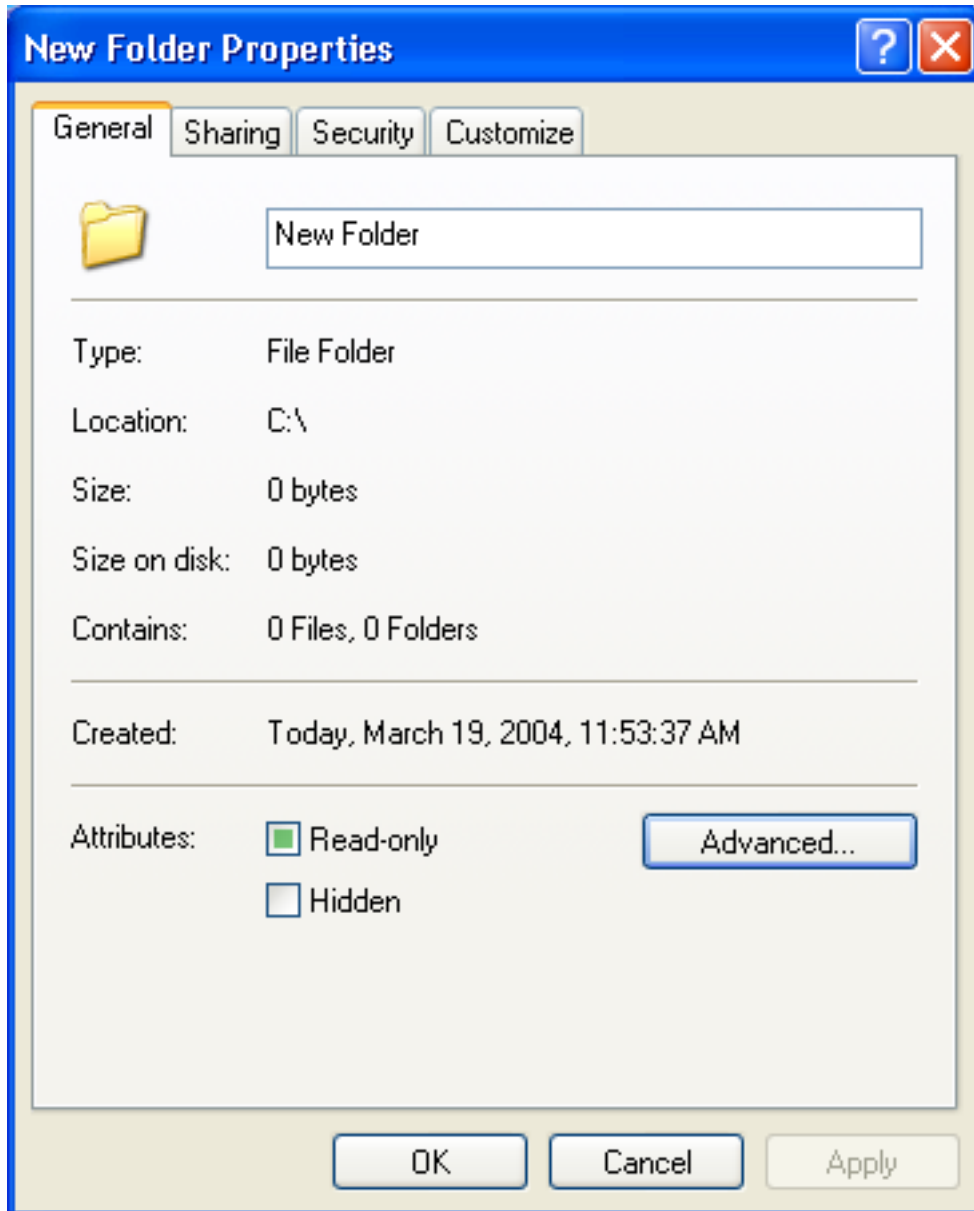 New Folder Properties
?
General Sharing Security Customize
New Folder
Type: File Folder
Location: C:\
Size: 0 bytes
Size on disk: 0 bytes
Contains: 0 Files, 0 Folders
Created: Today, March 19, 2004, 11:53:37 AM
Attributes: Read-only Advanced...
Hidden
OK Cancel Apply